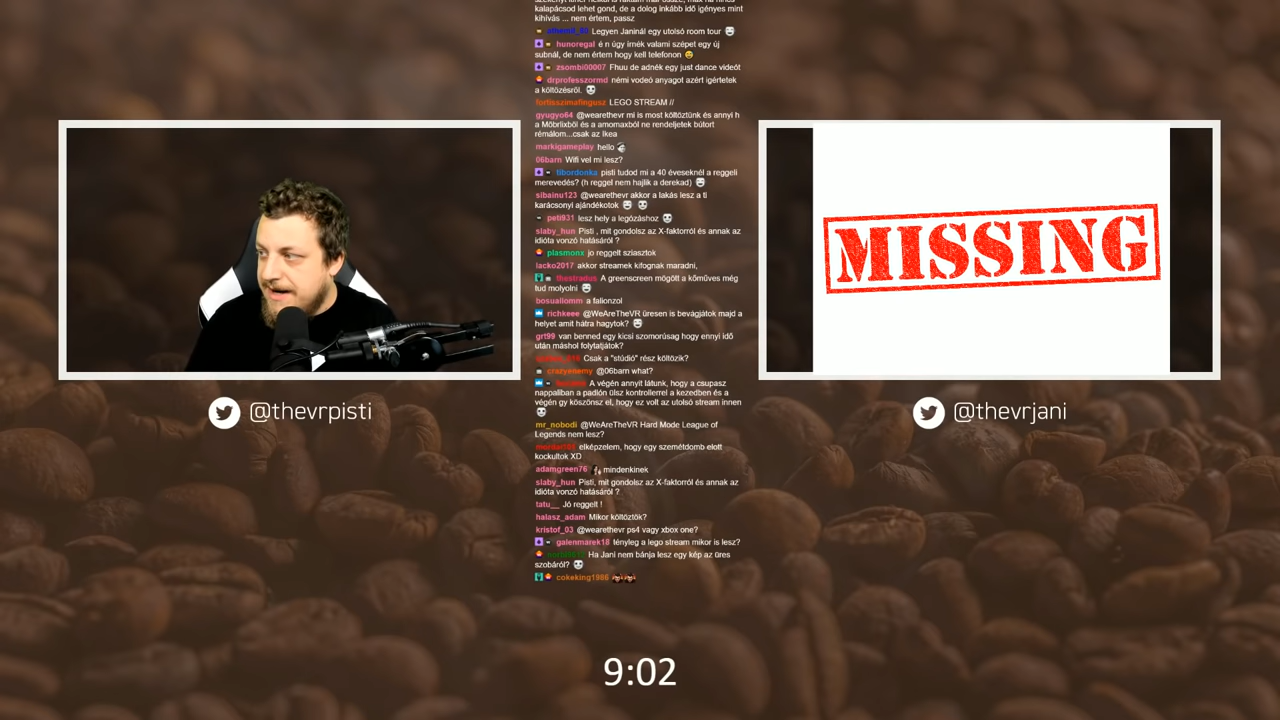 kihívás ... nem értem, passz
Legyen Janinál egy utolsó room tour
hunoregal é n úgy írnék valami szépet egy új
subnál, de nem értem hogy kell telefonon
zsombi00007 Fhuu de adnék egy just dance videót
drprofesszormd némi vodeó anyagot azért igértetek
a költözésről.
fortisszimafingusz LEGO STREAM //
gyugyo64 @wearethevr mi is most költöztünk és annyi h
a Möbrlixből és a amomaxból ne rendeljetek bútort
rémálom...csak az Ikea
markigameplay hello
06barn Wifi vel mi lesz?
tibordonka pisti tudod mi a 40 éveseknél a reggeli
merevedés? (h reggel nem hajlik a derekad)
sibainu123 @wearethevr akkor a lakás lesz a ti
karácsonyi ajándékotok
peti931 lesz hely a legózáshoz
slaby_hun Pisti , mit gondolsz az X-faktorról és annak az
idióta vonzó hatásáról ?
plasmonx jo reggelt sziasztok
lacko2017 akkor streamek kifognak maradni,
A greenscreen mögött a kőműves még
tud molyolni
bosuallomm a falionzol
richkeee @WeAreTheVR üresen is bevágjátok majd a
helyet amit hátra hagytok?
grt99 van benned egy kicsi szomorúság hogy ennyi idő
után máshol folytatjátok?
Csak a "stúdió" rész költözik?
crazyenemy @06barn what?
A végén annyit látunk, hogy a csupasz
nappaliban a padlón ülsz kontrollerrel a kezedben és a
végén gy köszönsz el, hogy ez volt az utolsó stream innen
mr_nobodi @WeAreTheVR Hard Mode League of
Legends nem lesz?
elképzelem, hogy egy szemétdomb elott
kockultok XD
adamgreen76 mindenkinek
slaby_hun Pisti, mit gondolsz az X-faktorról és annak az
idióta vonzó hatásáról ?
tatu__ Jó reggelt !
halasz_adam Mikor költöztök?
kristof_03 @wearethevr ps4 vagy xbox one?
galenmarek18 tényleg a lego stream mikor is lesz?
Ha Jani nem bánja lesz egy kép az üres
szobáról?
cokeking1986
MISSING
@thevrpisti
@thevrjani
9:02